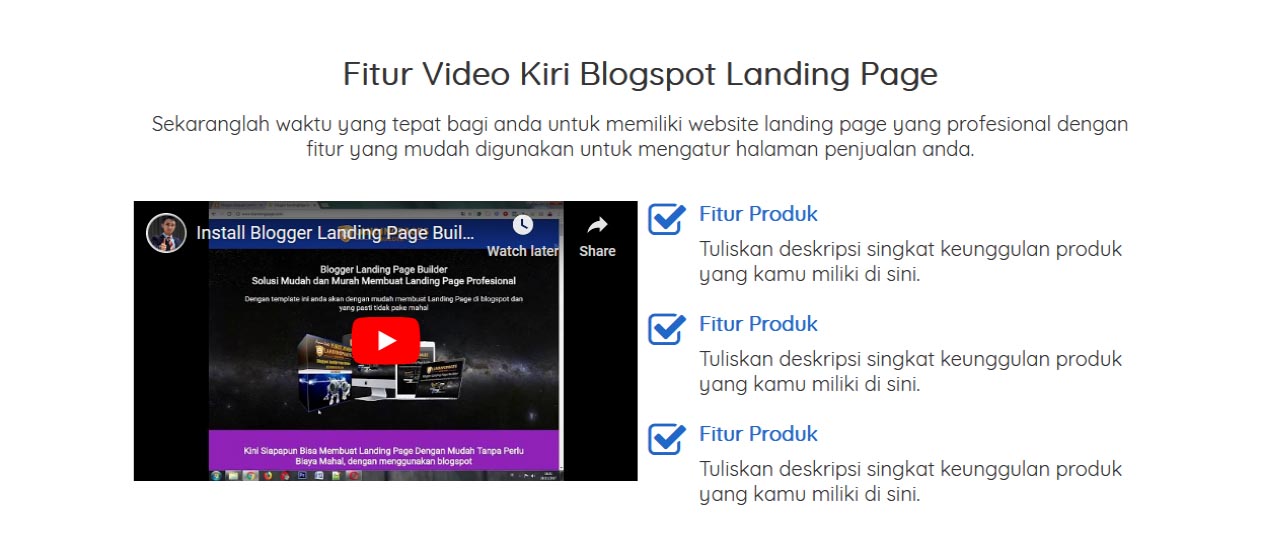 Fitur Video Kiri Blogspot Landing Page
Sekaranglah waktu yang tepat bagi anda untuk memiliki website landing page yang profesional dengan
fitur yang mudah digunakan untuk mengatur halaman penjualan anda.
Install Blogger Landing Page Buil...
Watch later
Share
Blogger Landing Page Builder
Solusi Mudah dan Murah Membuat Landing Page Profesional
Dengan template ini anda akan dengan mudah membuat Landing Page di blogspot dan
yang pasti tidak pake mahal
Kini Siapapun Bisa Membuat Landing Page Dengan Mudah Tanpa Perlu
Biaya Mahal, dengan menggunakan blogspot
Fitur Produk
Tuliskan deskripsi singkat keunggulan produk
yang kamu miliki di sini.
Fitur Produk
Tuliskan deskripsi singkat keunggulan produk
yang kamu miliki di sini.
Fitur Produk
Tuliskan deskripsi singkat keunggulan produk
yang kamu miliki di sini.